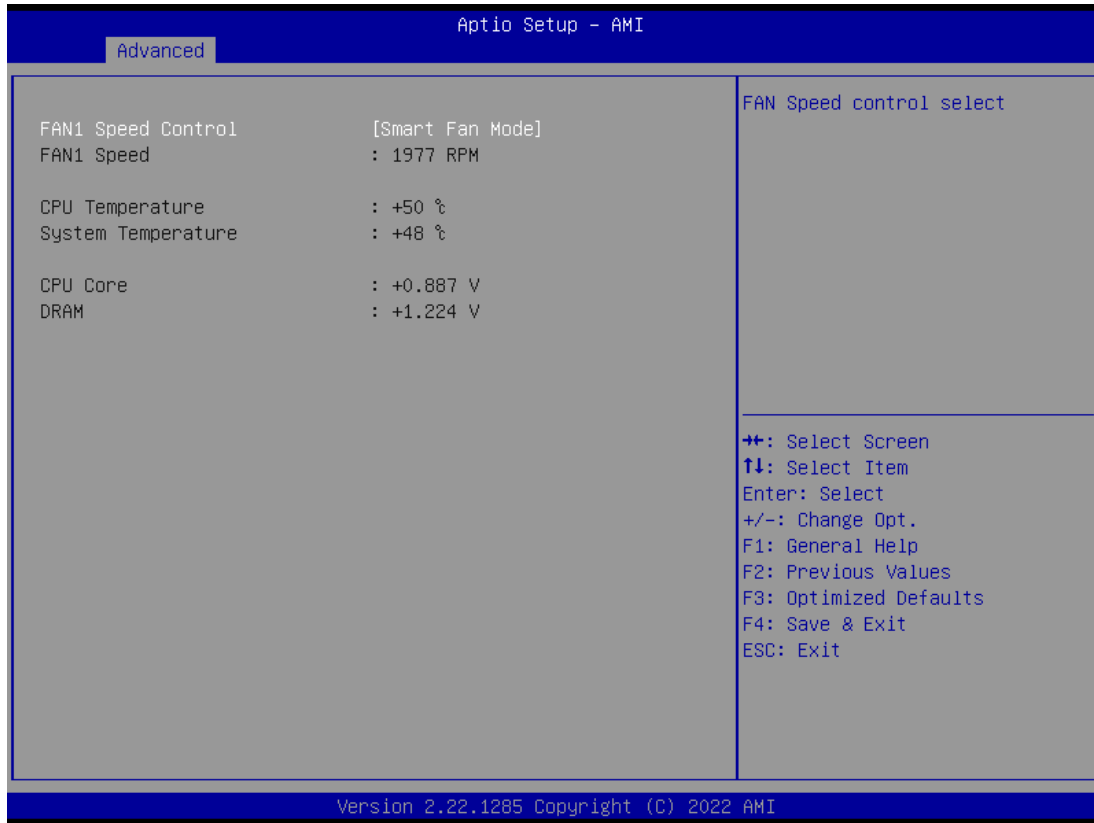 Aptio Setup – AMI
Advanced
FAN1 Speed Control [Smart Fan Mode]
FAN1 Speed : 1977 RPM
CPU Temperature : +50 ℃
System Temperature : +48 ℃
CPU Core : +0.887 V
DRAM : +1.224 V
FAN Speed control select
→←: Select Screen
↑↓: Select Item
Enter: Select
+/-: Change Opt.
F1: General Help
F2: Previous Values
F3: Optimized Defaults
F4: Save & Exit
ESC: Exit
Version 2.22.1285 Copyright (C) 2022 AMI